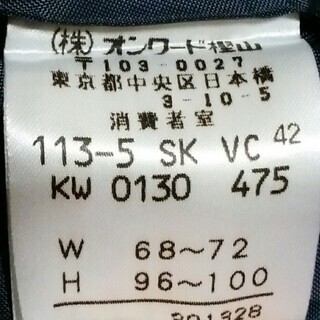 (株)オンワード樫山
〒103-0027
東京都中央区日本橋
3-10-5
消費者室
113-5 SK VC 42
KW 0130 475
W 68〜72
H 96〜100